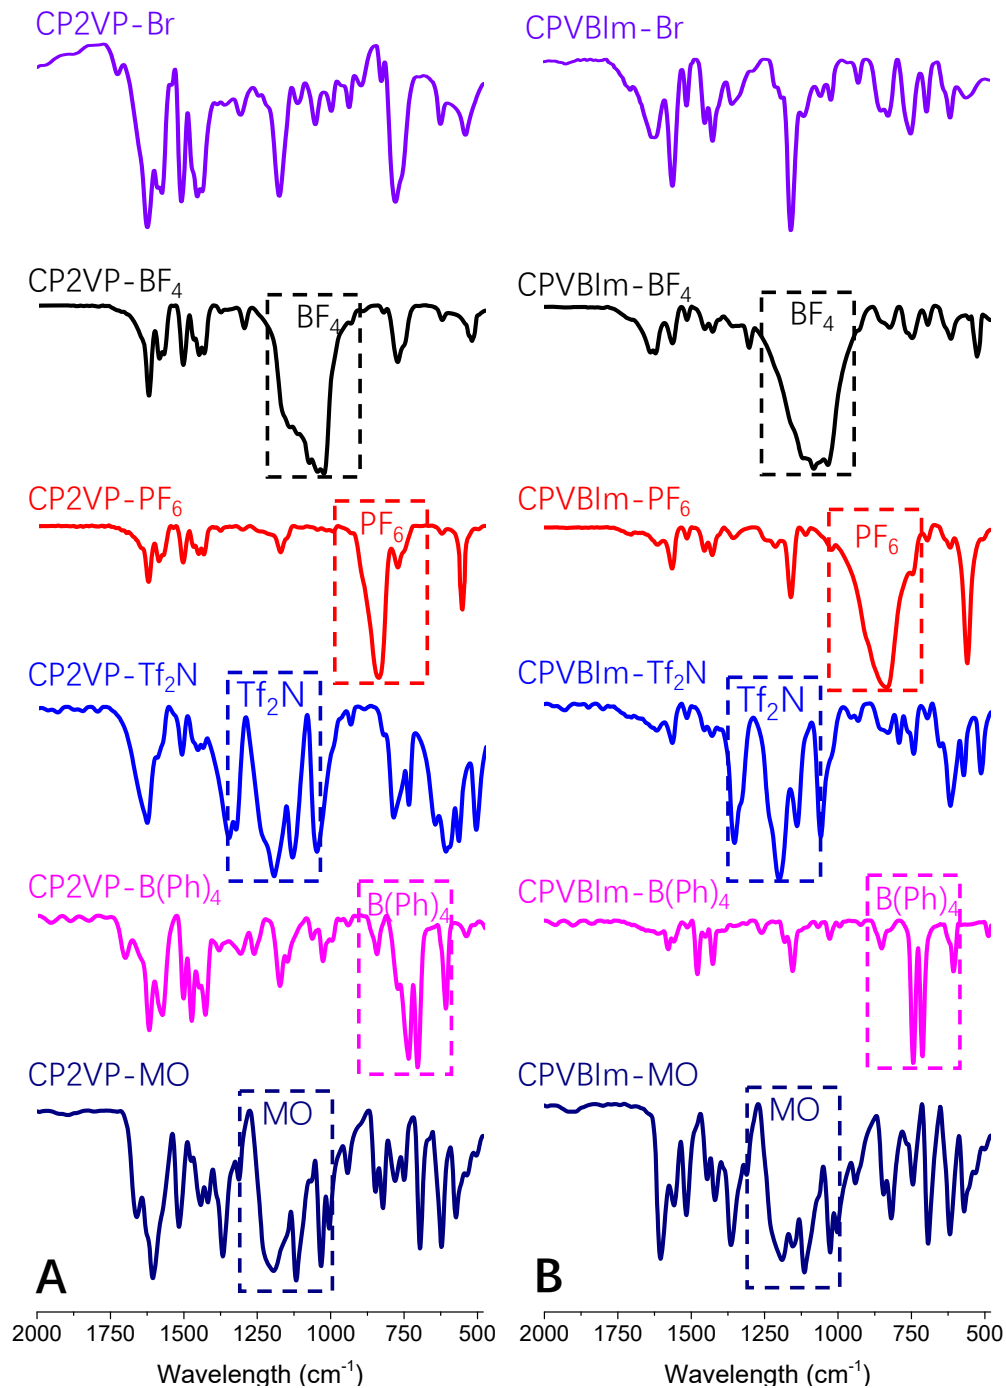 CP2VP-Br
CPVBIm-Br
CP2VP-BF₄
BF₄
CPVBIm-BF₄
BF₄
CP2VP-PF₆
PF₆
CPVBIm-PF₆
PF₆
CP2VP-Tf₂N
Tf₂N
CPVBIm-Tf₂N
Tf₂N
CP2VP-B(Ph)₄
B(Ph)₄
CPVBIm-B(Ph)₄
B(Ph)₄
CP2VP-MO
MO
CPVBIm-MO
MO
A
B
2000 1750 1500 1250 1000 750 500
2000 1750 1500 1250 1000 750 500
Wavelength (cm⁻¹)
Wavelength (cm⁻¹)